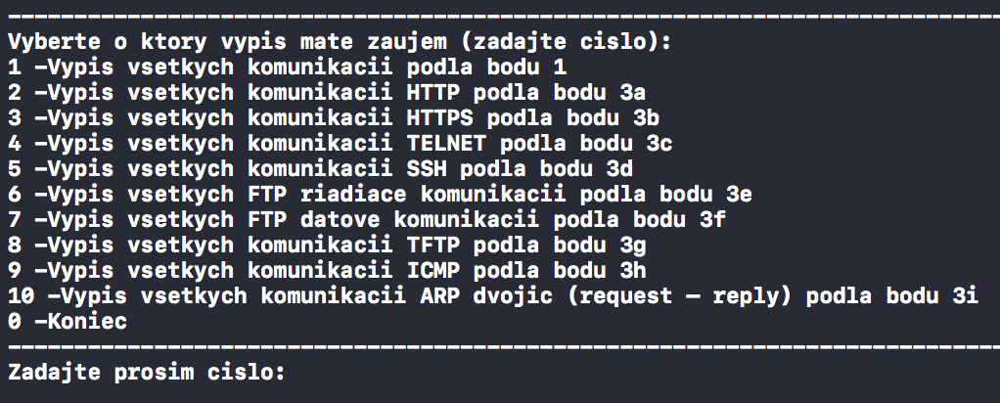 ---------------------------------------------------------------------------
Vyberte o ktory vypis mate zaujem (zadajte cislo):
1 -Vypis vsetkych komunikacii podla bodu 1
2 -Vypis vsetkych komunikacii HTTP podla bodu 3a
3 -Vypis vsetkych komunikacii HTTPS podla bodu 3b
4 -Vypis vsetkych komunikacii TELNET podla bodu 3c
5 -Vypis vsetkych komunikacii SSH podla bodu 3d
6 -Vypis vsetkych FTP riadiace komunikacii podla bodu 3e
7 -Vypis vsetkych FTP datove komunikacii podla bodu 3f
8 -Vypis vsetkych komunikacii TFTP podla bodu 3g
9 -Vypis vsetkych komunikacii ICMP podla bodu 3h
10 -Vypis vsetkych komunikacii ARP dvojic (request – reply) podla bodu 3i
0 -Koniec
---------------------------------------------------------------------------
Zadajte prosim cislo: